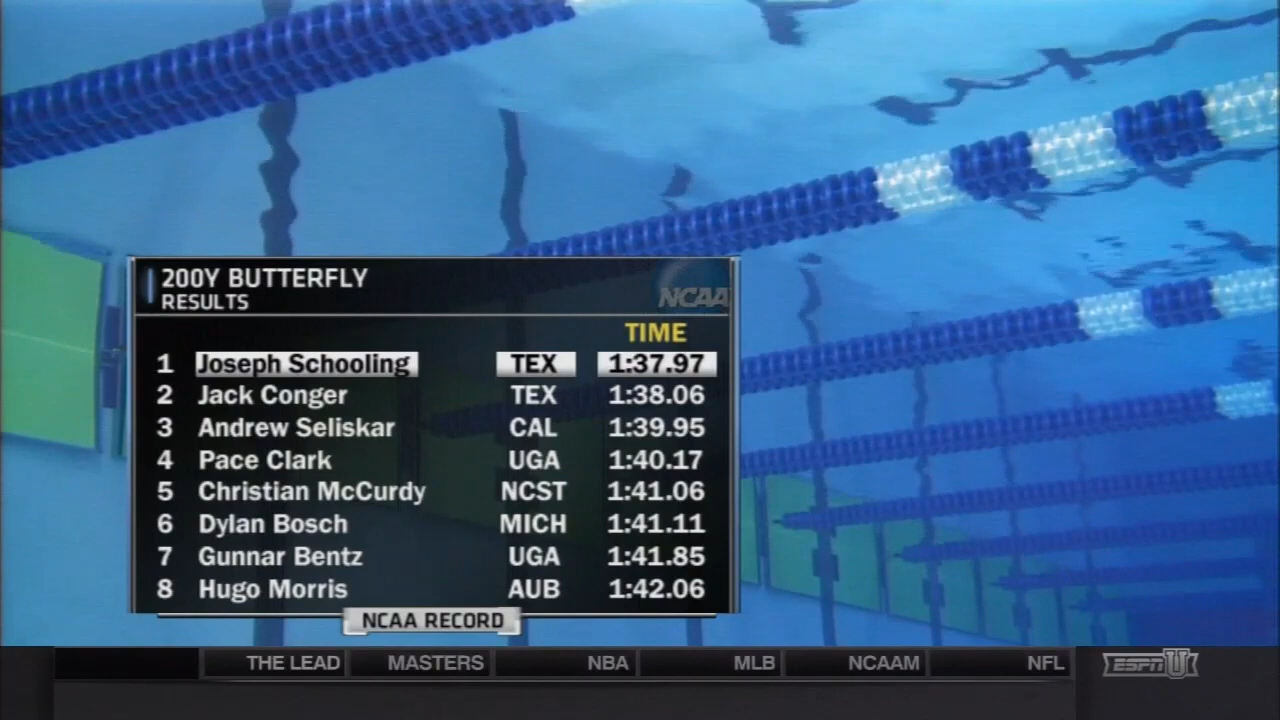 200Y BUTTERFLY
RESULTS
NCAA
TIME
1 Joseph Schooling TEX 1:37.97
2 Jack Conger TEX 1:38.06
3 Andrew Seliskar CAL 1:39.95
4 Pace Clark UGA 1:40.17
5 Christian McCurdy NCST 1:41.06
6 Dylan Bosch MICH 1:41.11
7 Gunnar Bentz UGA 1:41.85
8 Hugo Morris AUB 1:42.06
NCAA RECORD
THE LEAD MASTERS NBA MLB NCAAM NFL ESPNU